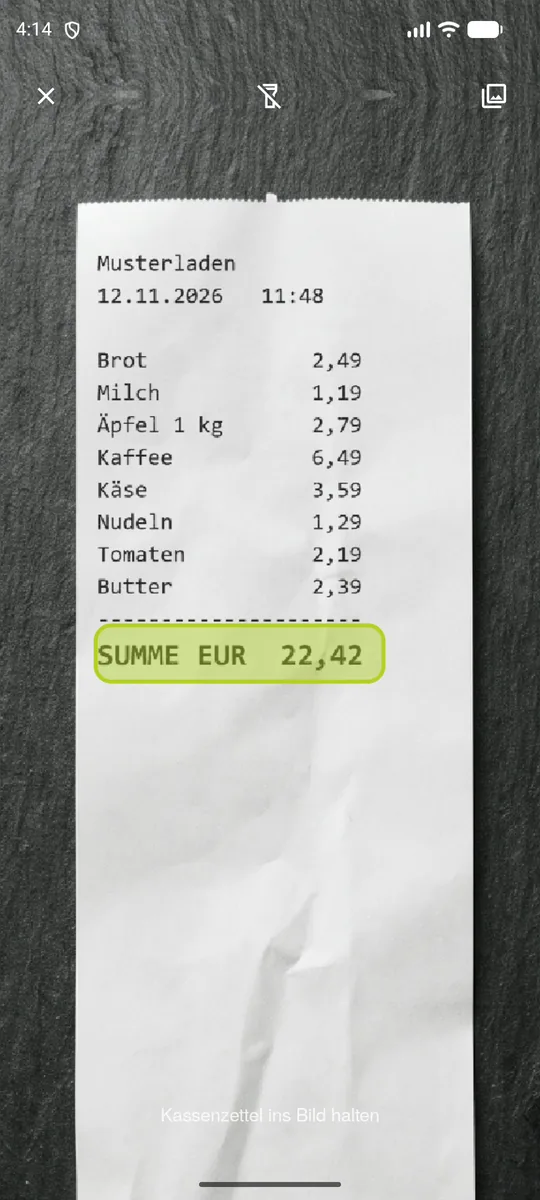 4:14
Musterladen
12.11.2026 11:48
Brot 2,49
Milch 1,19
Äpfel 1 kg 2,79
Kaffee 6,49
Käse 3,59
Nudeln 1,29
Tomaten 2,19
Butter 2,39
---------------------
SUMME EUR 22,42
Kassenzettel ins Bild halten